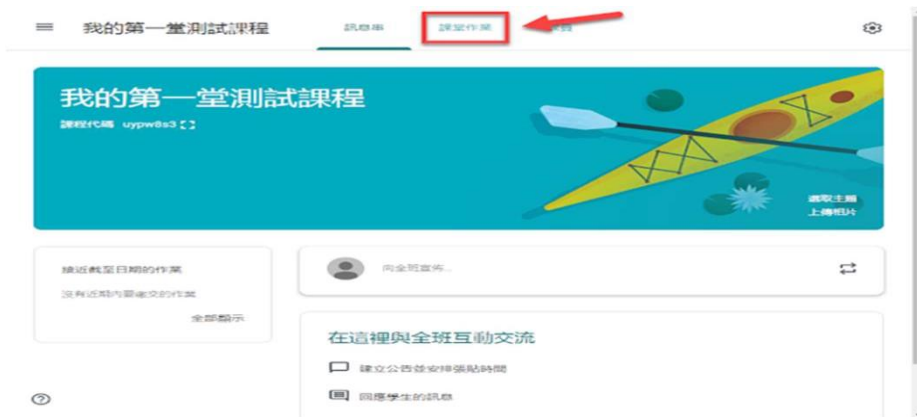 我的第一堂測試課程
訊息串
課堂作業
我的第一堂測試課程
課程代碼 uypw8s3
選取主題
上傳相片
接近截至日期的作業
沒有近期內要繳交的作業
全部顯示
向全班宣佈...
在這裡與全班互動交流
建立公告並安排張貼時間
回應學生的訊息